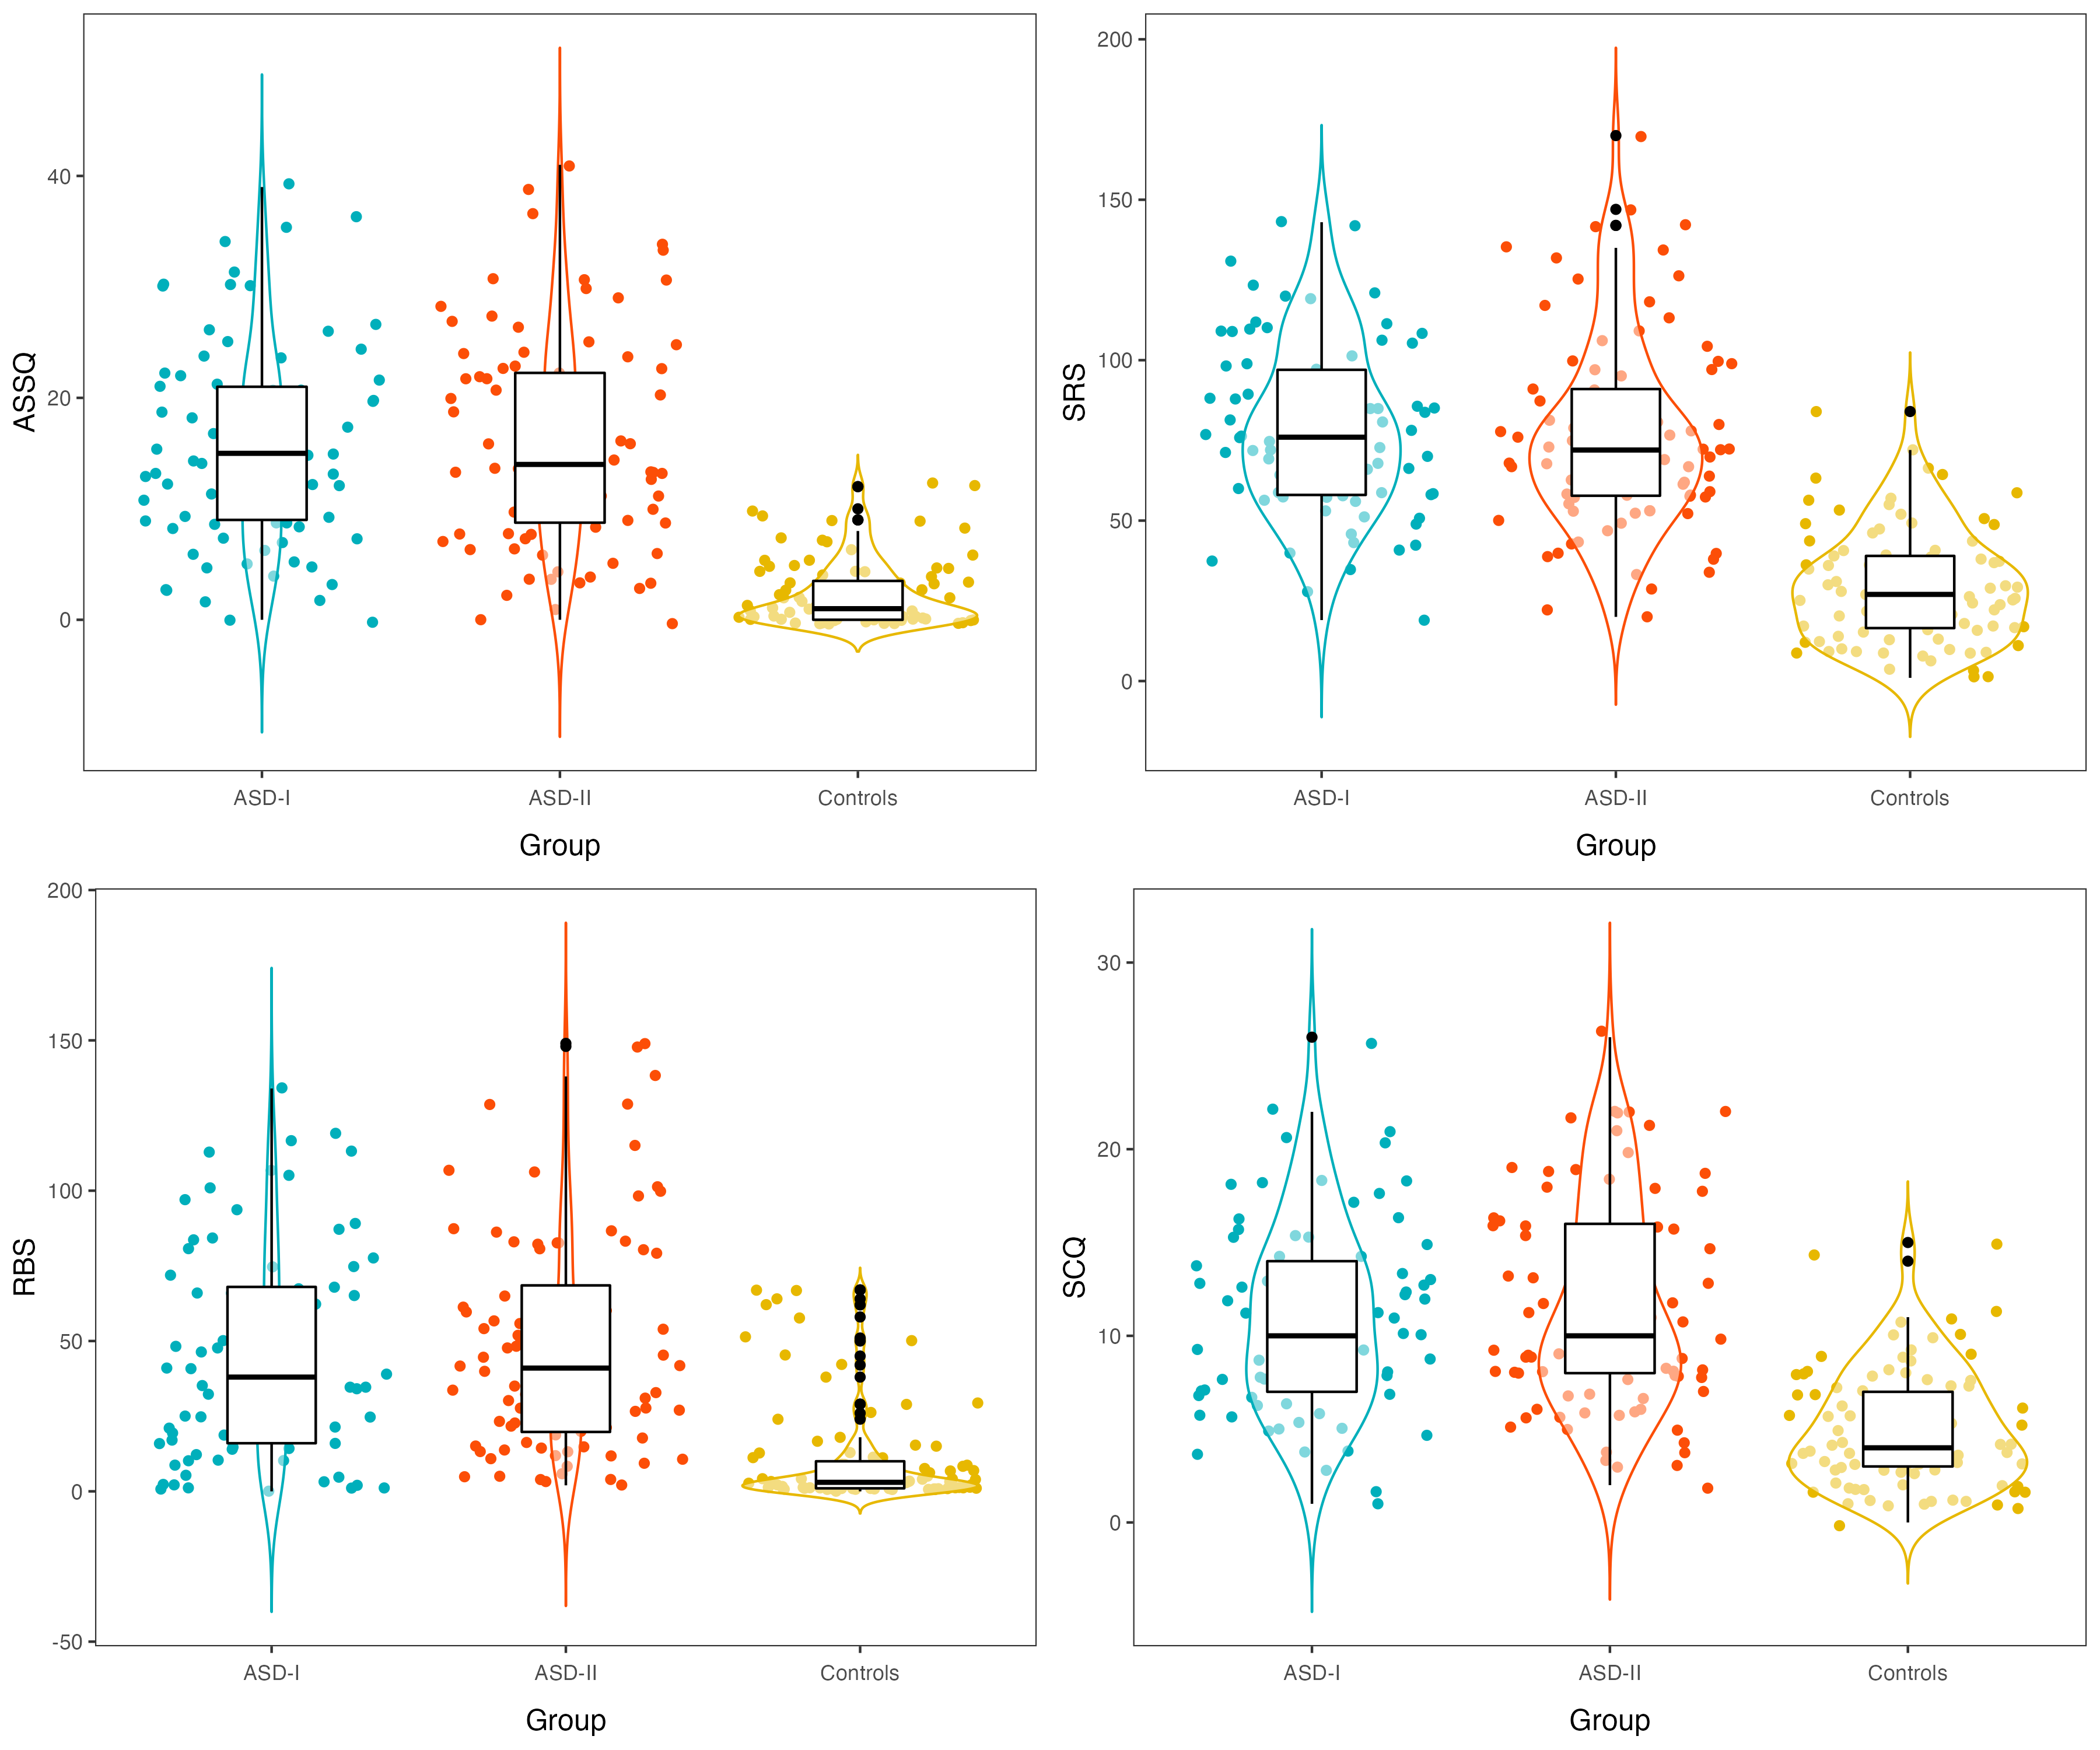 ASSQ
40
20
0
ASD-I ASD-II Controls
Group
SRS
200
150
100
50
0
ASD-I ASD-II Controls
Group
RBS
200
150
100
50
0
-50
ASD-I ASD-II Controls
Group
SCQ
30
20
10
0
ASD-I ASD-II Controls
Group